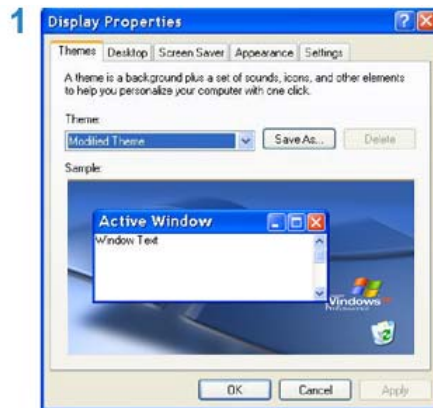 1
Display Properties
Themes Desktop Screen Saver Appearance Settings
A theme is a background plus a set of sounds, icons, and other elements
to help you personalize your computer with one click.
Theme:
Modified Theme Save As... Delete
Sample:
Active Window
Window Text
Windows
OK Cancel Apply